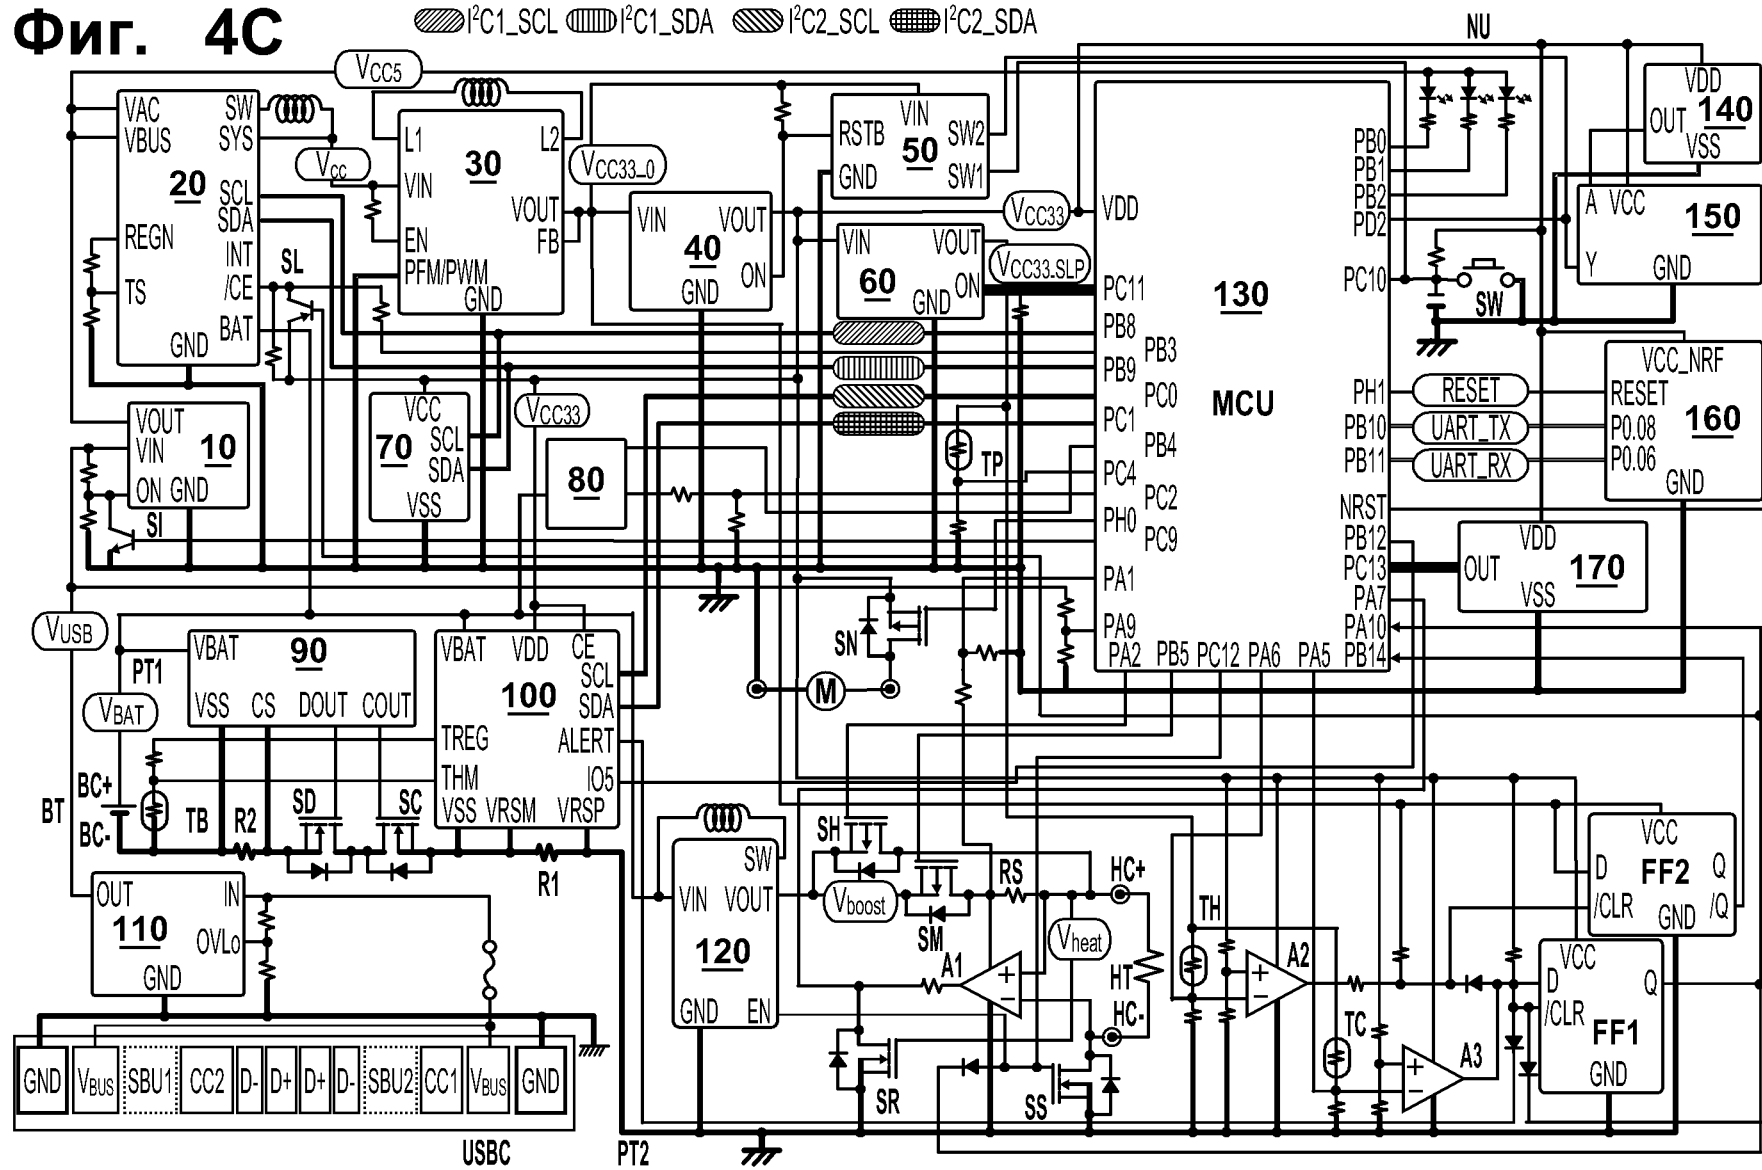 Фиг. 4C
I²C1_SCL I²C1_SDA I²C2_SCL I²C2_SDA
NU
VCC5
VAC
VBUS
SW
SYS
20
SCL
SDA
REGN
INT
/CE
TS
BAT
GND
SL
VCC
L1
L2
30
VIN
VOUT
EN
FB
PFM/PWM
GND
VCC33_0
VIN
VOUT
40
ON
GND
VIN
RSTB
SW2
50
GND
SW1
VCC33
VIN
VOUT
60
ON
GND
VCC33.SLP
VDD
PC11
PB8
PB3
PB9
PC0
PC1
PB4
PC4
PC2
PH0
PC9
PA1
PA9
PA2 PB5 PC12 PA6 PA5 PB14
130
MCU
PB0
PB1
PB2
PD2
PC10
PH1
PB10
PB11
NRST
PB12
PC13
PA7
PA10
VDD
OUT
140
VSS
A VCC
150
Y
GND
SW
RESET
UART_TX
UART_RX
VCC_NRF
RESET
160
P0.08
P0.06
GND
VDD
OUT
170
VSS
VOUT
VIN
10
ON GND
SI
VCC
70
SCL
SDA
VSS
VCC33
80
TP
SN
M
VUSB
PT1
VBAT
VBAT
90
VSS CS DOUT COUT
VBAT VDD CE
SCL
100
SDA
TREG
ALERT
THM
IO5
VSS VRSM VRSP
BT
BC+
BC-
TB
R2
SD
SC
R1
OUT
IN
110
OVLo
GND
SW
VIN
VOUT
120
GND
EN
SH
Vboost
SM
RS
HC+
Vheat
A1
+
−
HT
HC-
SR
SS
TH
A2
+
−
TC
A3
+
−
VCC
D
FF2
Q
/CLR
/Q
GND
VCC
D
Q
/CLR
FF1
GND
GND VBUS SBU1 CC2 D- D+ D+ D- SBU2 CC1 VBUS GND
USBC
PT2